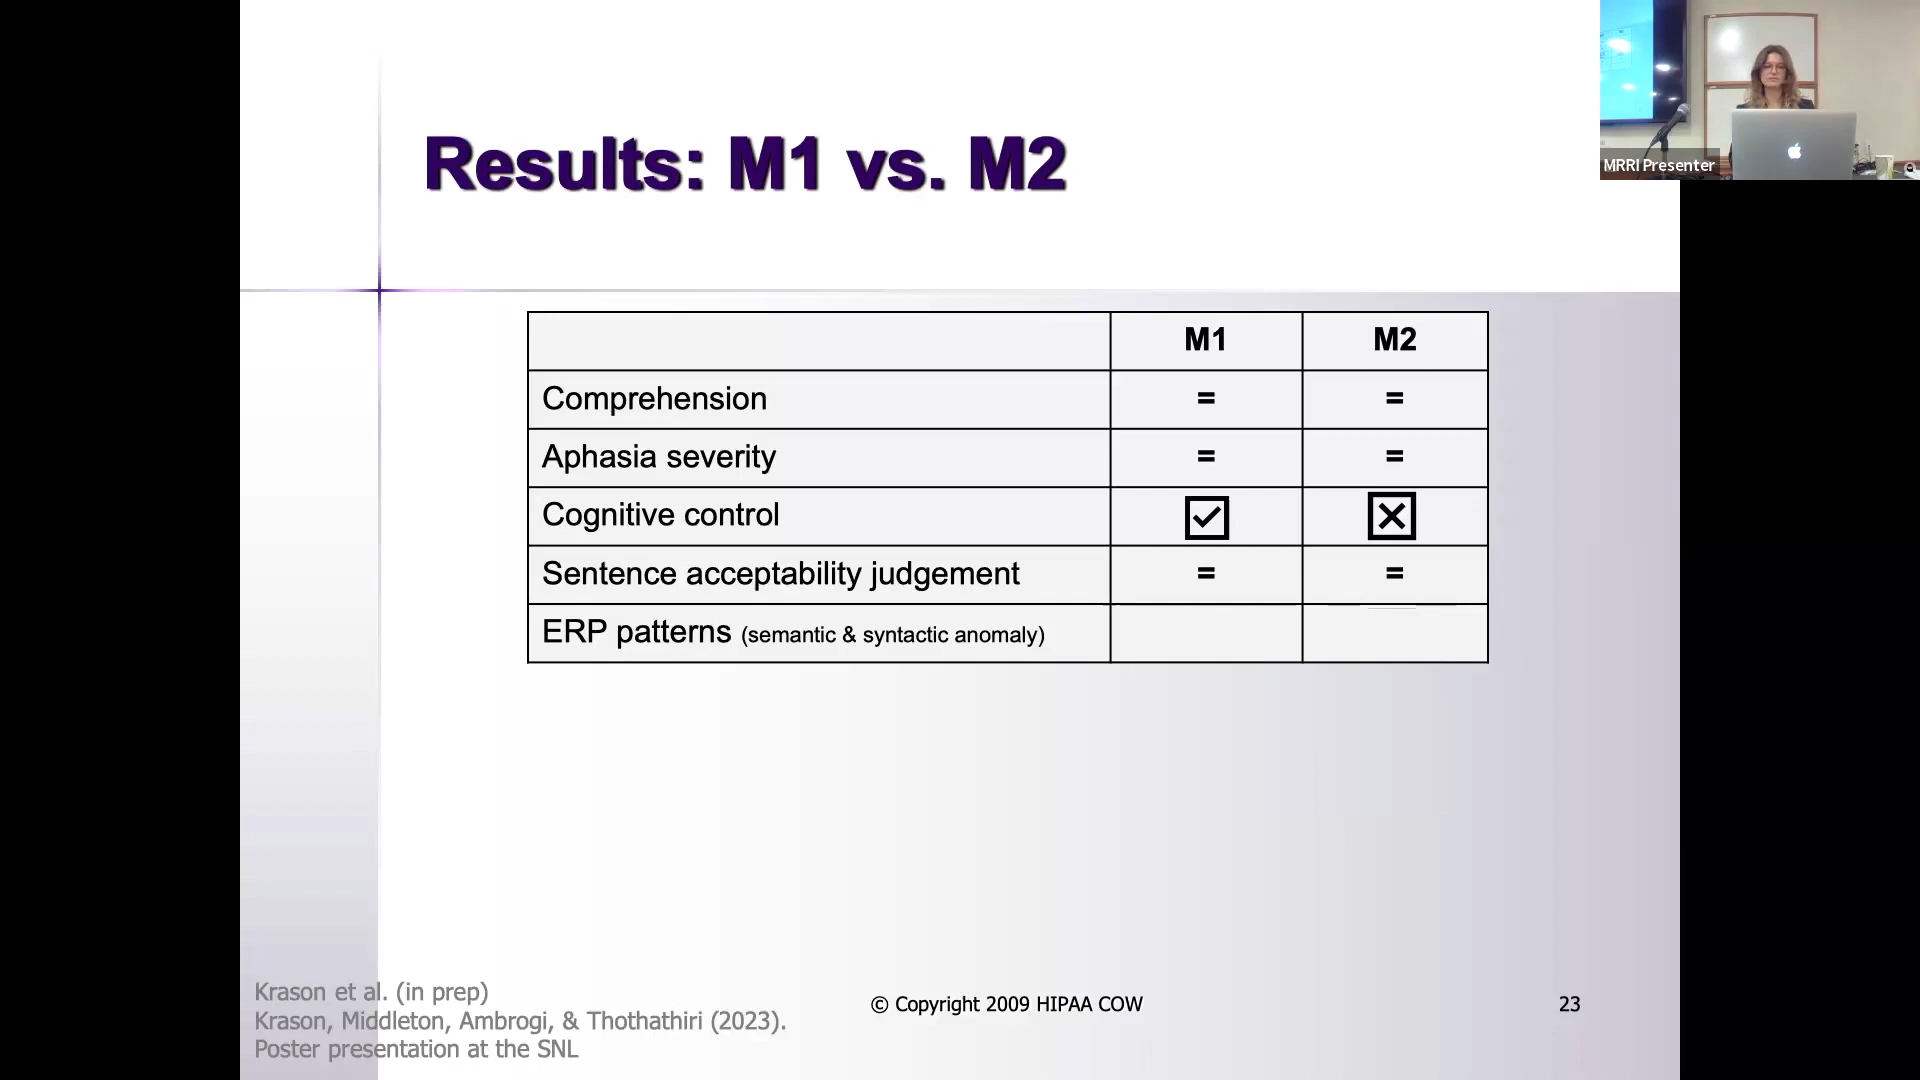 Results: M1 vs. M2
MRRI Presenter
M1 M2
Comprehension = =
Aphasia severity = =
Cognitive control
Sentence acceptability judgement = =
ERP patterns (semantic & syntactic anomaly)
Krason et al. (in prep)
Krason, Middleton, Ambrogi, & Thothathiri (2023).
Poster presentation at the SNL
© Copyright 2009 HIPAA COW
23